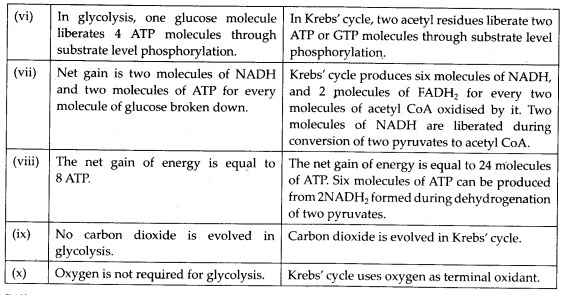 (vi) In glycolysis, one glucose molecule
liberates 4 ATP molecules through
substrate level phosphorylation.
In Krebs' cycle, two acetyl residues liberate two
ATP or GTP molecules through substrate level
phosphorylation.
(vii) Net gain is two molecules of NADH
and two molecules of ATP for every
molecule of glucose broken down.
Krebs' cycle produces six molecules of NADH,
and 2 molecules of FADH₂ for every two
molecules of acetyl CoA oxidised by it. Two
molecules of NADH are liberated during
conversion of two pyruvates to acetyl CoA.
(viii) The net gain of energy is equal to
8 ATP.
The net gain of energy is equal to 24 molecules
of ATP. Six molecules of ATP can be produced
from 2NADH₂ formed during dehydrogenation
of two pyruvates.
(ix) No carbon dioxide is evolved in
glycolysis.
Carbon dioxide is evolved in Krebs' cycle.
(x) Oxygen is not required for glycolysis.
Krebs' cycle uses oxygen as terminal oxidant.